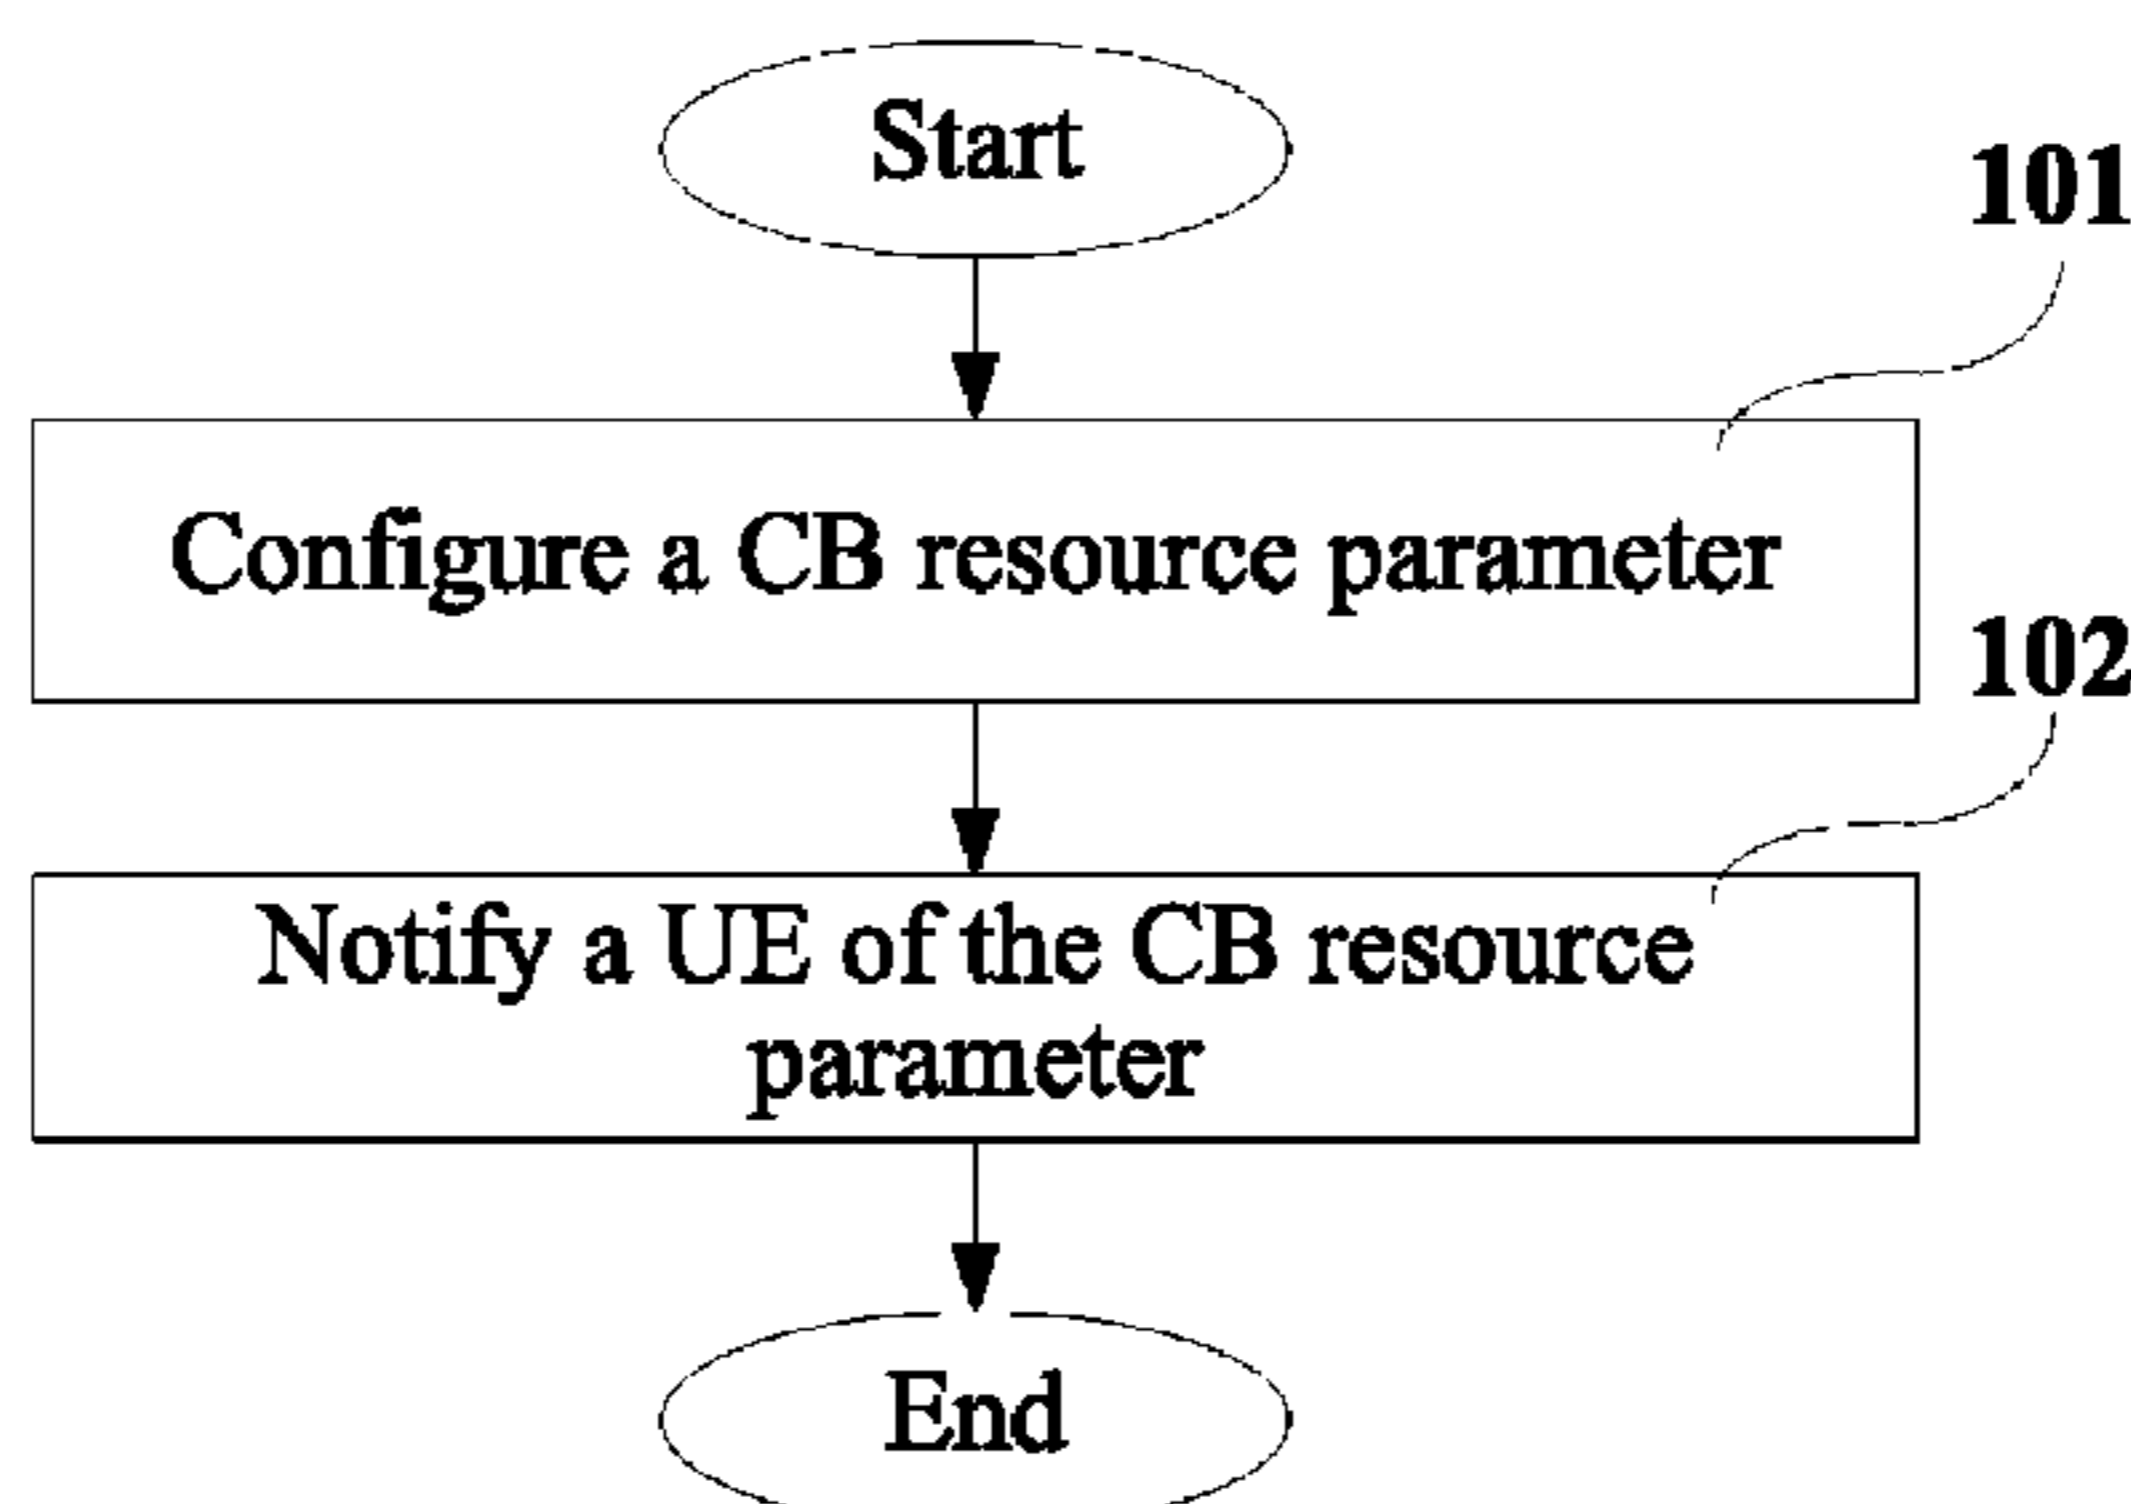 Start
101
Configure a CB resource parameter
102
Notify a UE of the CB resource
parameter
End